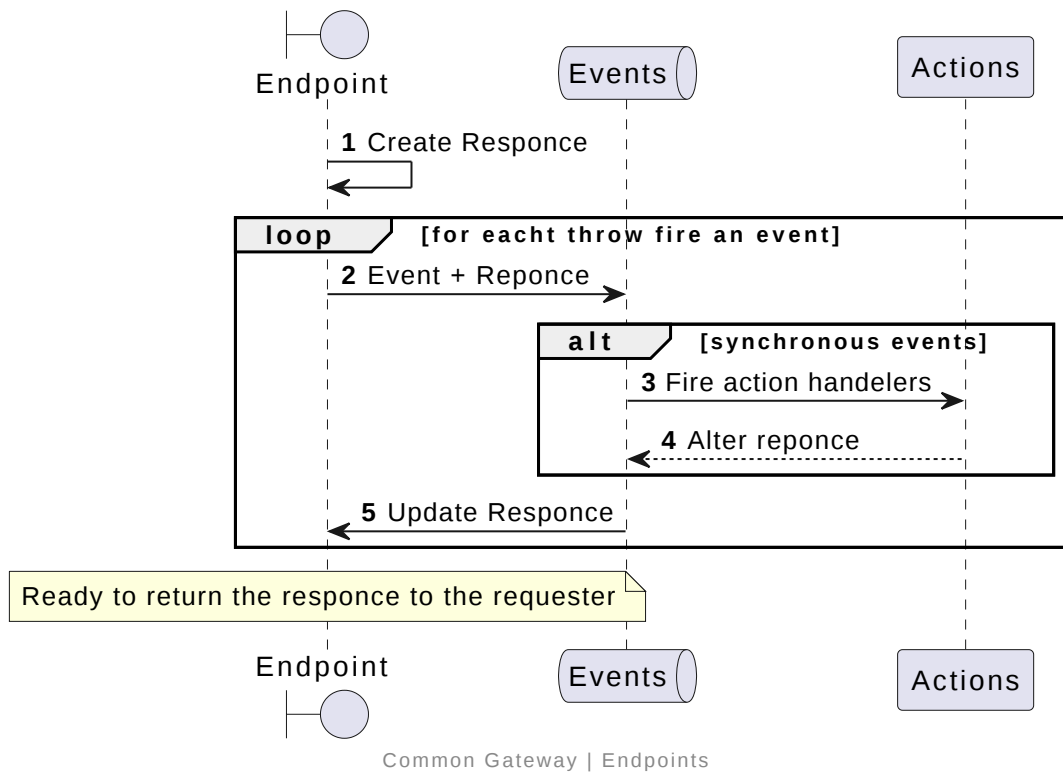 Endpoint
Events
Actions
1 Create Responce
loop [for eacht throw fire an event]
2 Event + Reponce
alt [synchronous events]
3 Fire action handelers
4 Alter reponce
5 Update Responce
Ready to return the responce to the requester
Endpoint
Events
Actions
Common Gateway | Endpoints